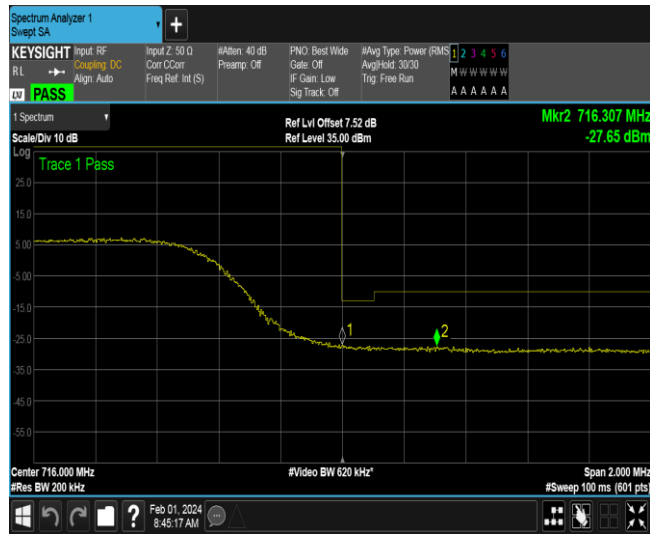 Spectrum Analyzer 1
Swept SA
+
KEYSIGHT
RL
LXI PASS
Input: RF
Coupling: DC
Align: Auto
Input Z: 50 Ω
Corr CCorr
Freq Ref: Int (S)
#Atten: 40 dB
Preamp: Off
PNO: Best Wide
Gate: Off
IF Gain: Low
Sig Track: Off
#Avg Type: Power (RMS
Avg|Hold: 30/30
Trig: Free Run
1 2 3 4 5 6
M W W W W W
A A A A A A
1 Spectrum
Scale/Div 10 dB
Ref Lvl Offset 7.52 dB
Ref Level 35.00 dBm
Mkr2 716.307 MHz
-27.65 dBm
Log
Trace 1 Pass
25.0
15.0
5.00
-5.00
-15.0
-25.0
-35.0
-45.0
-55.0
1
2
Center 716.000 MHz
#Res BW 200 kHz
#Video BW 620 kHz*
Span 2.000 MHz
#Sweep 100 ms (601 pts)
?
Feb 01, 2024
8:45:17 AM